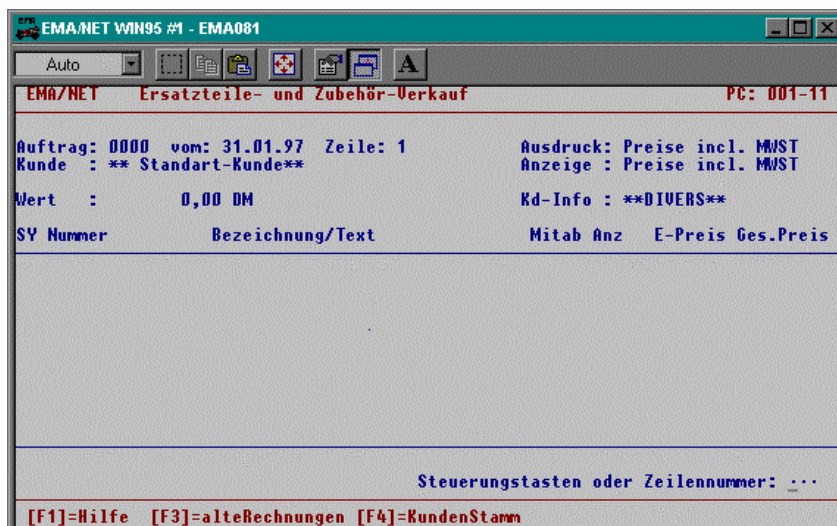 EMA/NET WIN95 #1 - EMA081
Auto A
EMA/NET Ersatzteile- und Zubehör-Verkauf PC: 001-11
Auftrag: 0000 vom: 31.01.97 Zeile: 1 Ausdruck: Preise incl. MWST
Kunde : ** Standart-Kunde** Anzeige : Preise incl. MWST
Wert : 0,00 DM Kd-Info : **DIVERS**
SY Nummer Bezeichnung/Text Mitab Anz E-Preis Ges.Preis
Steuerungstasten oder Zeilennummer: _...
[F1]=Hilfe [F3]=alteRechnungen [F4]=KundenStamm